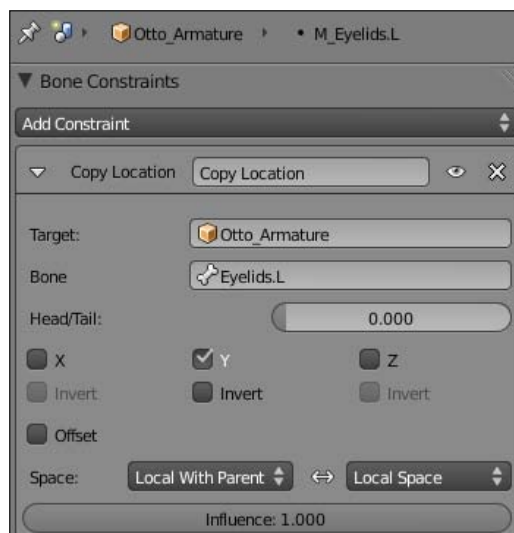 Otto_Armature M_Eyelids.L
Bone Constraints
Add Constraint
Copy Location Copy Location
Target: Otto_Armature
Bone Eyelids.L
Head/Tail: 0.000
X Y Z
Invert Invert Invert
Offset
Space: Local With Parent Local Space
Influence: 1.000